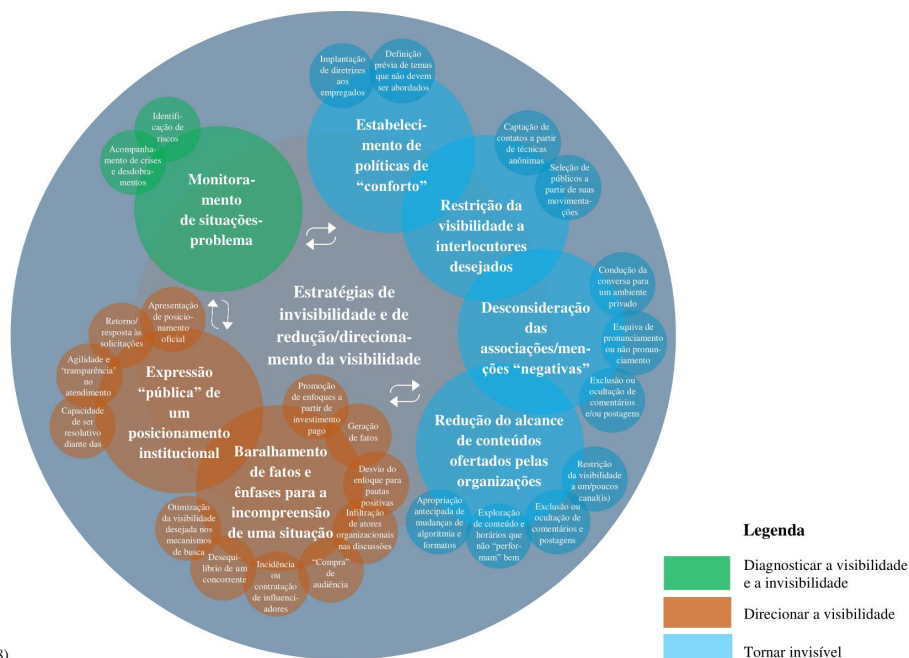 Implantação
de diretrizes
aos
empregados
Definição
prévia de temas
que não devem
ser abordados
Estabeleci-
mento de
políticas de
“conforto”
Identifi-
cação de
riscos
Acompanha-
mento de crises
e desdobra-
mentos
Monitora-
mento
de situações-
problema
Captação de
contatos a partir
de técnicas
anônimas
Seleção de
públicos a
partir de suas
movimenta-
ções
Restrição da
visibilidade a
interlocutores
desejados
Estratégias de
invisibilidade e de
redução/direcio-
namento da visibilidade
Condução da
conversa para
um ambiente
privado
Esquiva de
pronunciamento
ou não pronun-
ciamento
Exclusão ou
ocultação de
comentários
e/ou postagens
Desconsideração
das
associações/men-
ções “negativas”
Apresentação
de posicio-
namento
oficial
Retorno/
resposta às
solicitações
Agilidade e
‘transparência’
no
atendimento
Capacidade
de ser
resolutivo
diante das
Expressão
“pública” de
um
posicionamento
institucional
Promoção
de enfoques a
partir de
investimento
pago
Geração
de fatos
Desvio do
enfoque para
pautas
positivas
Infiltração
de atores
organizacionais
nas discussões
“Compra” de
audiência
Incidência ou
contratação
de influenci-
adores
Desequi-
líbrio de um
concorrente
Otimização
da visibilidade
desejada nos
mecanismos
de busca
Baralhamento
de fatos e
ênfases para a
incompreensão
de uma situação
Redução do alcance
de conteúdos
ofertados pelas
organizações
Restrição
da visibilidade
a um/poucos
canal(is)
Exclusão ou
ocultação de
comentários e
postagens
Exploração
de conteúdo e
horários que
não “perfor-
mam” bem
Apropriação
antecipada de
mudanças de
algoritmia e
formatos
Legenda
Diagnosticar a visibilidade
e a invisibilidade
Direcionar a visibilidade
Tornar invisível